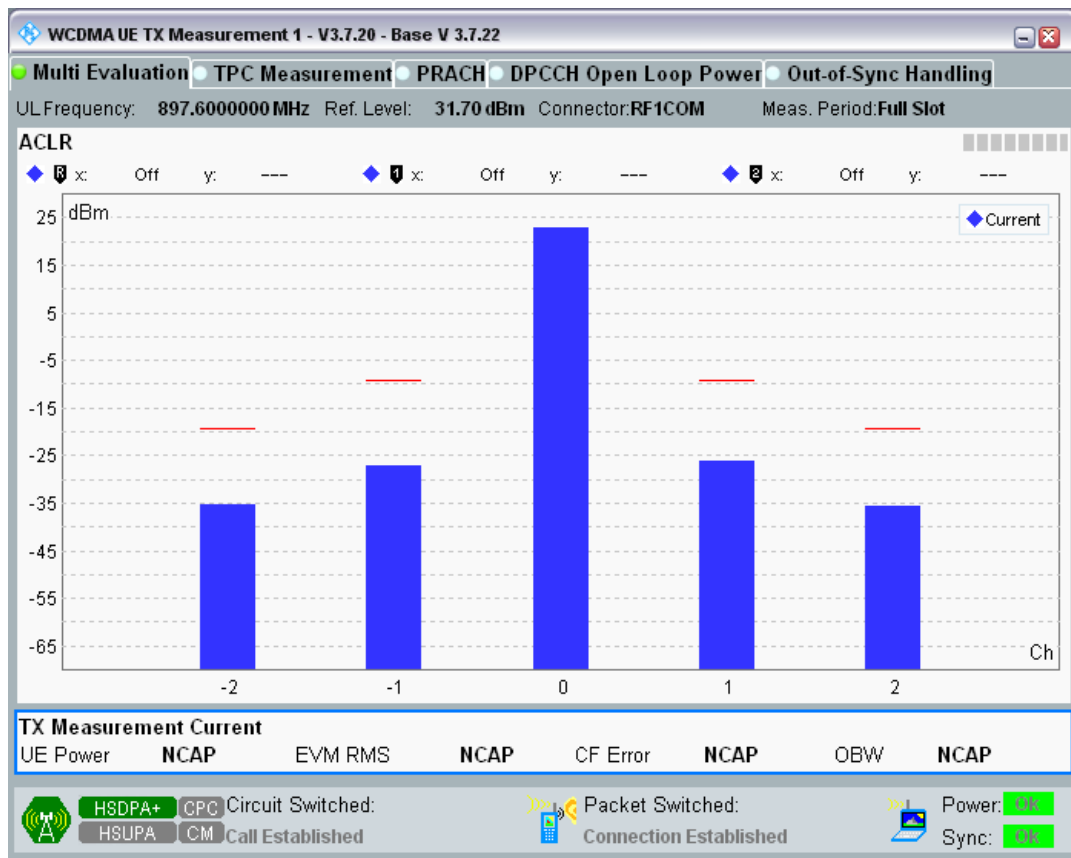 WCDMA UE TX Measurement 1 - V3.7.20 - Base V 3.7.22
Multi Evaluation TPC Measurement PRACH DPCCH Open Loop Power Out-of-Sync Handling
UL Frequency: 897.6000000 MHz Ref. Level: 31.70 dBm Connector: RF1COM Meas. Period: Full Slot
ACLR
R x: Off y: --- 1 x: Off y: --- 2 x: Off y: ---
dBm
Current
25
15
5
-5
-15
-25
-35
-45
-55
-65
Ch
-2 -1 0 1 2
TX Measurement Current
UE Power NCAP EVM RMS NCAP CF Error NCAP OBW NCAP
HSDPA+ CPC Circuit Switched: Packet Switched: Power: OK
HSUPA CM Call Established Connection Established Sync: OK